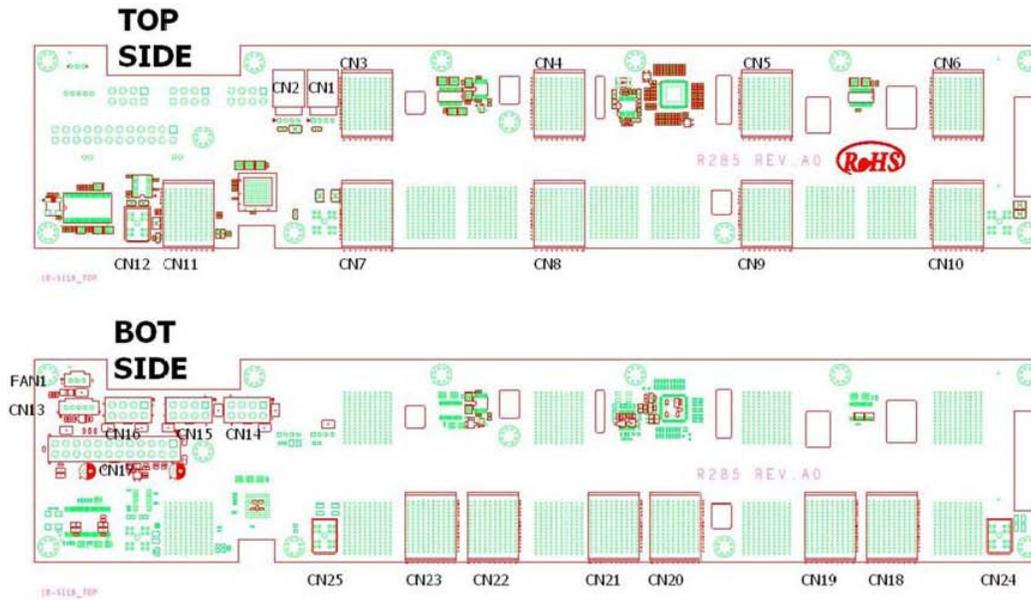 TOP
SIDE
CN2 CN1 CN3 CN4 CN5 CN6
R285 REV.A0 RoHS
CN12 CN11 CN7 CN8 CN9 CN10
BOT
SIDE
FAN1
CN13
CN16 CN15 CN14
CN17
R285 REV.A0
CN25 CN23 CN22 CN21 CN20 CN19 CN18 CN24